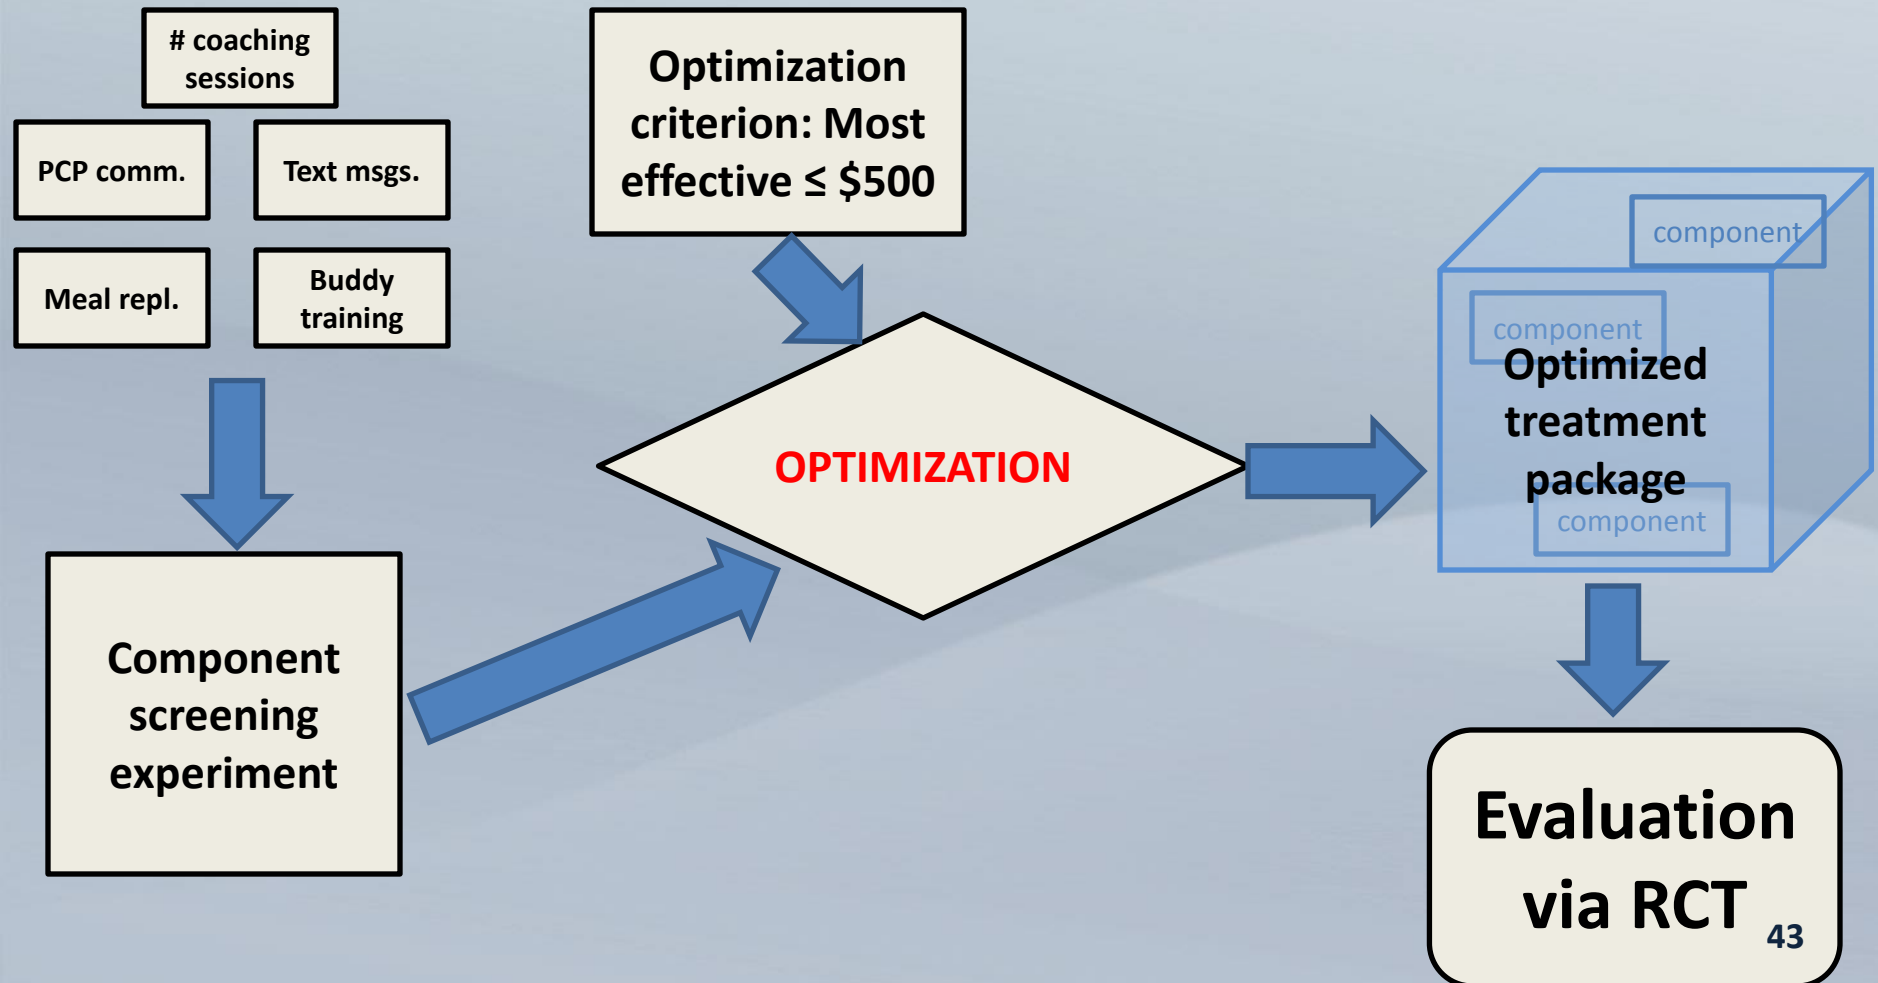 # coaching
sessions
PCP comm.
Text msgs.
Meal repl.
Buddy
training
Component
screening
experiment
Optimization
criterion: Most
effective ≤ $500
OPTIMIZATION
component
component
Optimized
treatment
package
component
Evaluation
via RCT
43